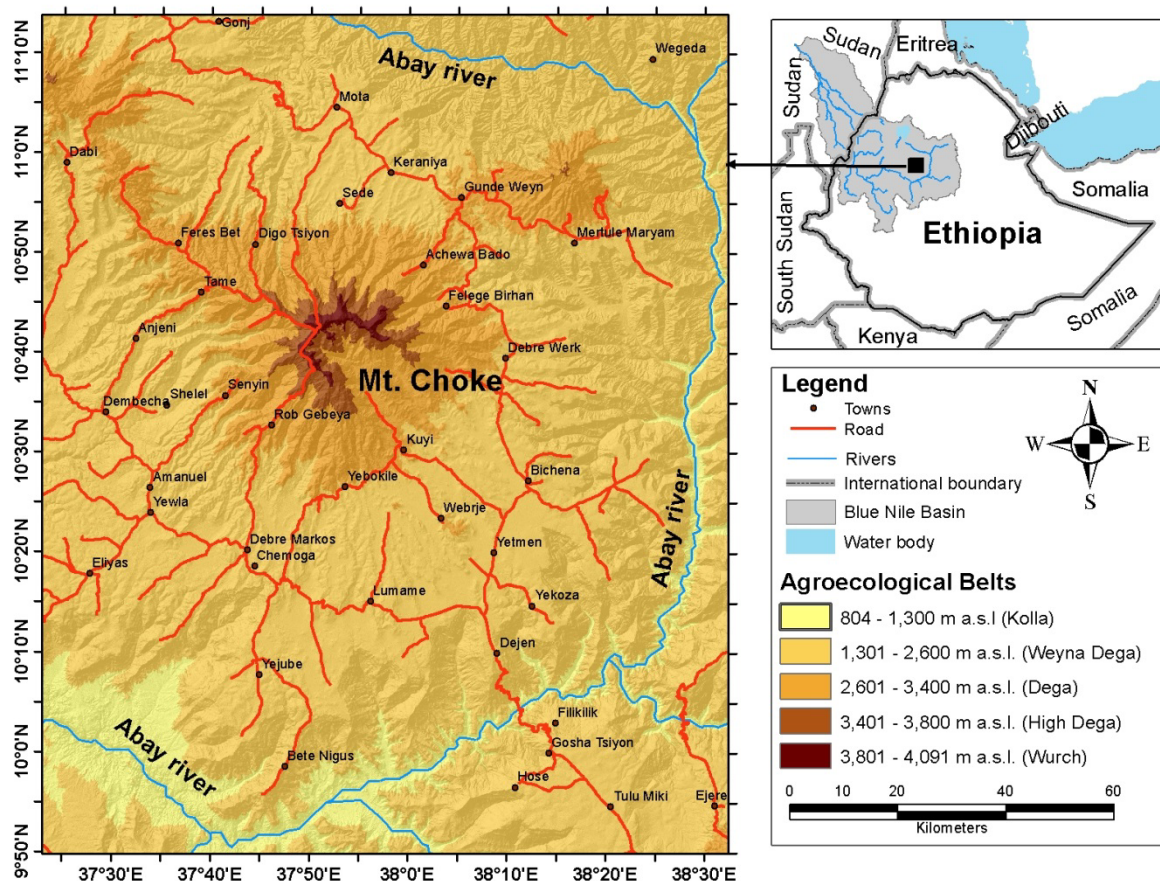 Gonj
Wegeda
Abay river
Mota
Dabi
Keraniya
Gunde Weyn
Sede
Feres Bet
Digo Tsiyon
Mertule Maryam
Achewa Bado
Tame
Felege Birhan
Anjeni
Debre Werk
Mt. Choke
Senyin
Shelel
Dembecha
Rob Gebeya
Kuyi
Amanuel
Yebokile
Bichena
Yewla
Webrje
Debre Markos
Chemoga
Yetmen
Abay river
Eliyas
Lumame
Yekoza
Dejen
Yejube
Filikilik
Gosha Tsiyon
Abay river
Bete Nigus
Hose
Tulu Miki
Ejere
11°10'N
11°0'N
10°50'N
10°40'N
10°30'N
10°20'N
10°10'N
10°0'N
9°50'N
37°30'E
37°40'E
37°50'E
38°0'E
38°10'E
38°20'E
38°30'E
Sudan
Eritrea
Sudan
Djibouti
Somalia
South Sudan
Ethiopia
Somalia
Kenya
Legend
Towns
Road
Rivers
International boundary
Blue Nile Basin
Water body
N
W
E
S
Agroecological Belts
804 - 1,300 m a.s.l (Kolla)
1,301 - 2,600 m a.s.l. (Weyna Dega)
2,601 - 3,400 m a.s.l. (Dega)
3,401 - 3,800 m a.s.l. (High Dega)
3,801 - 4,091 m a.s.l. (Wurch)
0 10 20 40 60
Kilometers